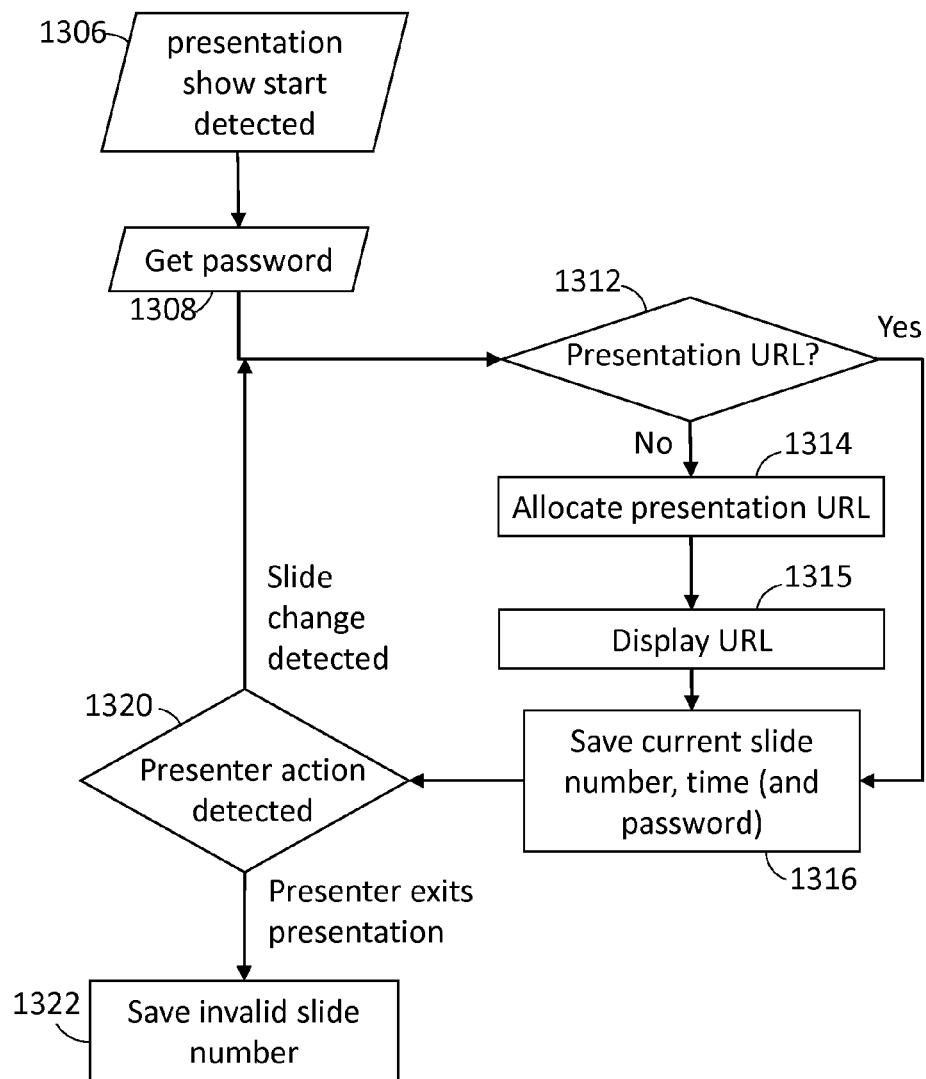 1306
presentation
show start
detected
Get password
1308
1312
Presentation URL?
Yes
No
1314
Allocate presentation URL
1315
Display URL
Slide
change
detected
1320
Presenter action
detected
Save current slide
number, time (and
password)
1316
Presenter exits
presentation
1322
Save invalid slide
number